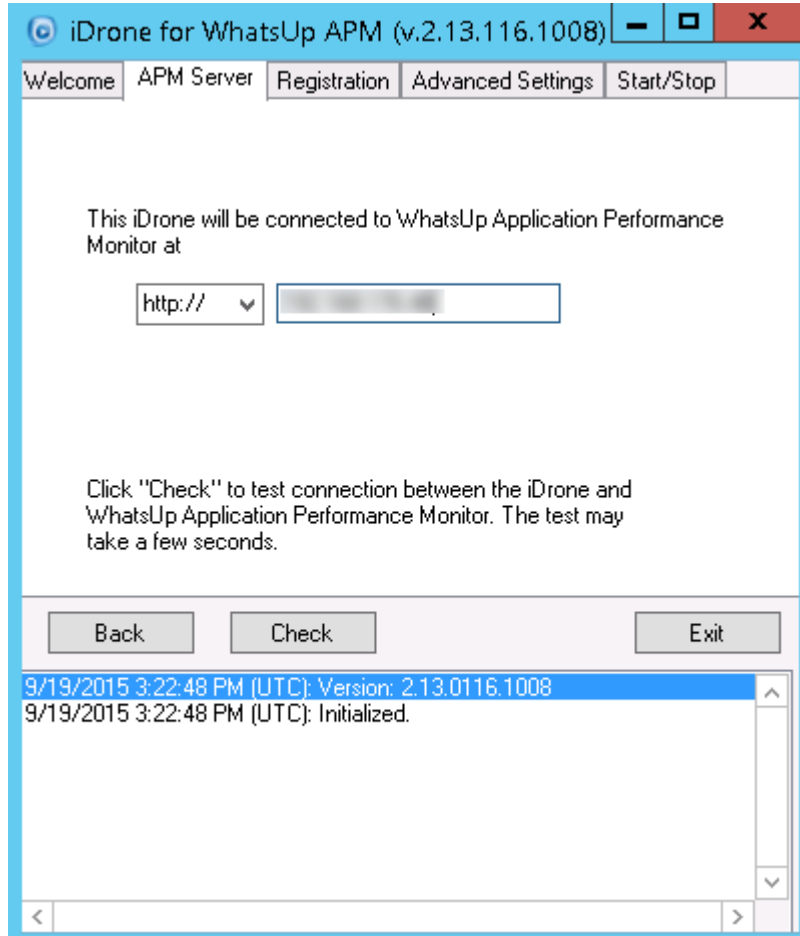 iDrone for WhatsUp APM (v.2.13.116.1008)
Welcome APM Server Registration Advanced Settings Start/Stop
This iDrone will be connected to WhatsUp Application Performance
Monitor at
http://
Click "Check" to test connection between the iDrone and
WhatsUp Application Performance Monitor. The test may
take a few seconds.
Back Check Exit
9/19/2015 3:22:48 PM (UTC): Version: 2.13.0116.1008
9/19/2015 3:22:48 PM (UTC): Initialized.